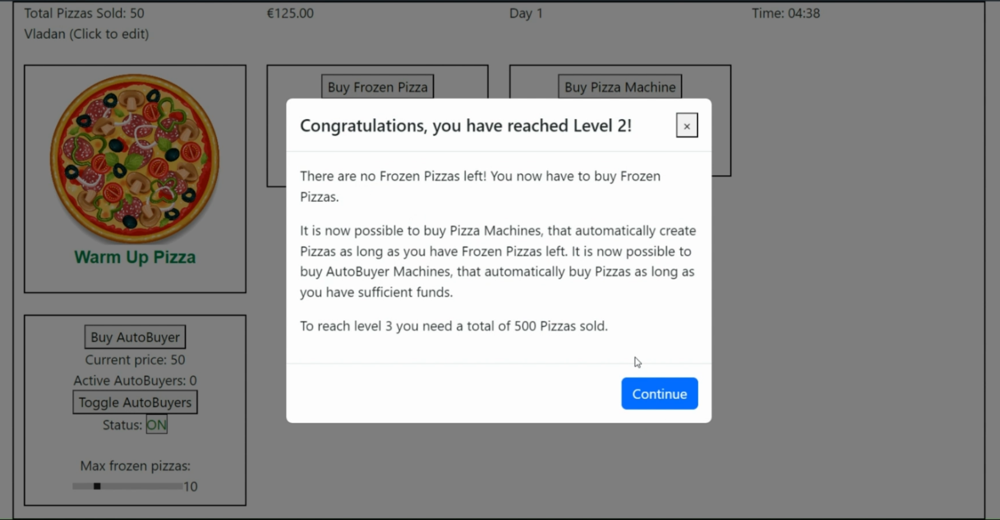 Total Pizzas Sold: 50
€125.00
Day 1
Time: 04:38
Vladan (Click to edit)
Buy Frozen Pizza
Buy Pizza Machine
Congratulations, you have reached Level 2!
×
There are no Frozen Pizzas left! You now have to buy Frozen
Pizzas.
It is now possible to buy Pizza Machines, that automatically create
Pizzas as long as you have Frozen Pizzas left. It is now possible to
buy AutoBuyer Machines, that automatically buy Pizzas as long as
you have sufficient funds.
To reach level 3 you need a total of 500 Pizzas sold.
Continue
Warm Up Pizza
Buy AutoBuyer
Current price: 50
Active AutoBuyers: 0
Toggle AutoBuyers
Status: ON
Max frozen pizzas:
10